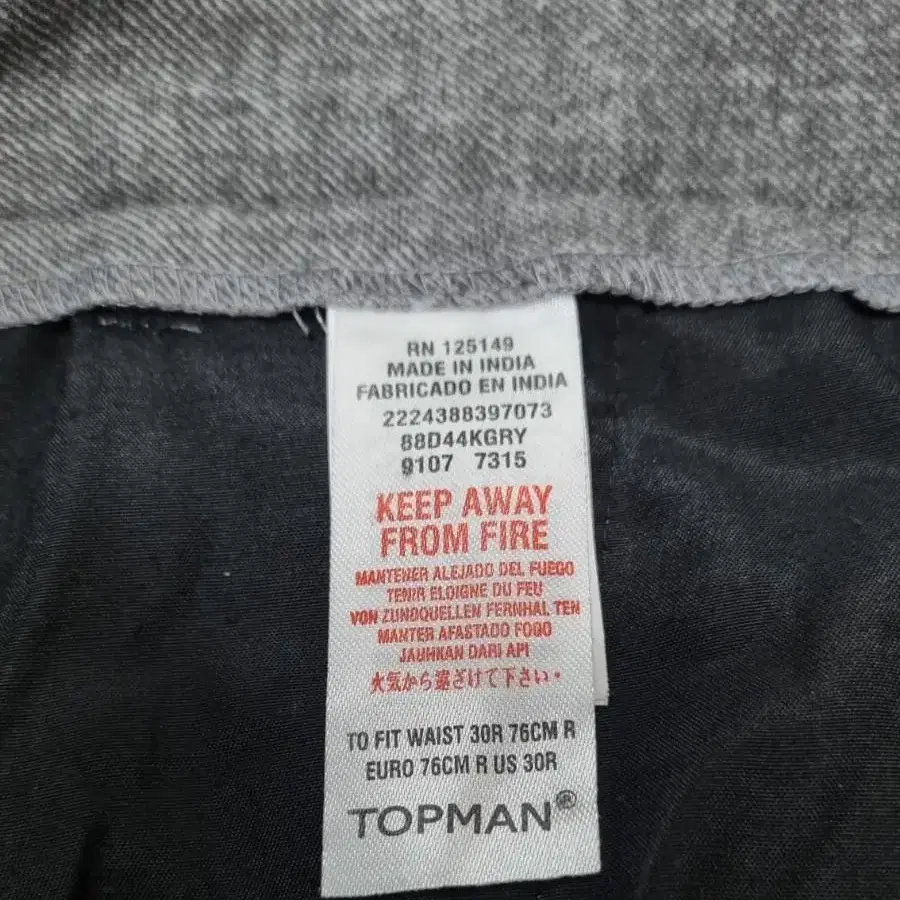 RN 125149
MADE IN INDIA
FABRICADO EN INDIA
2224388397073
88D44KGRY
9107 7315
KEEP AWAY
FROM FIRE
MANTENER ALEJADO DEL FUEGO
TENIR ELOIGNE DU FEU
VON ZUNDQUELLEN FERNHAL TEN
MANTER AFASTADO FOGO
JAUHKAN DARI API
火気から遠ざけて下さい・
TO FIT WAIST 30R 76CM R
EURO 76CM R US 30R
TOPMAN®